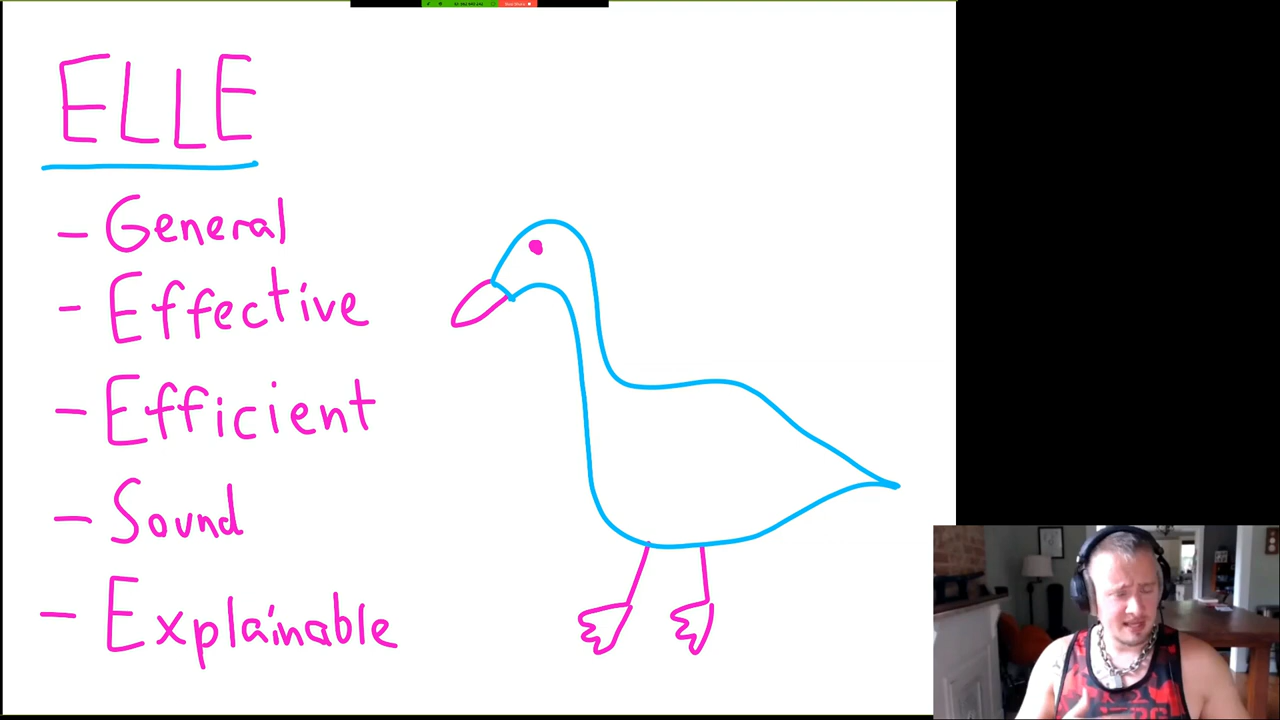 ELLE
- General
- Effective
- Efficient
- Sound
- Explainable